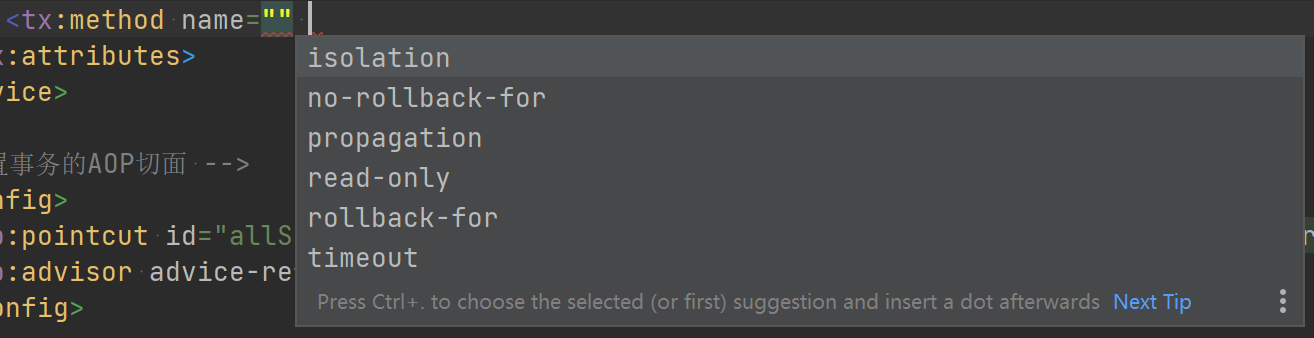 <tx:method name=""
:attributes>
vice>
置事务的AOP切面 -->
nfig>
:pointcut id="allS
:advisor advice-re
onfig>
isolation
no-rollback-for
propagation
read-only
rollback-for
timeout
Press Ctrl+. to choose the selected (or first) suggestion and insert a dot afterwards Next Tip